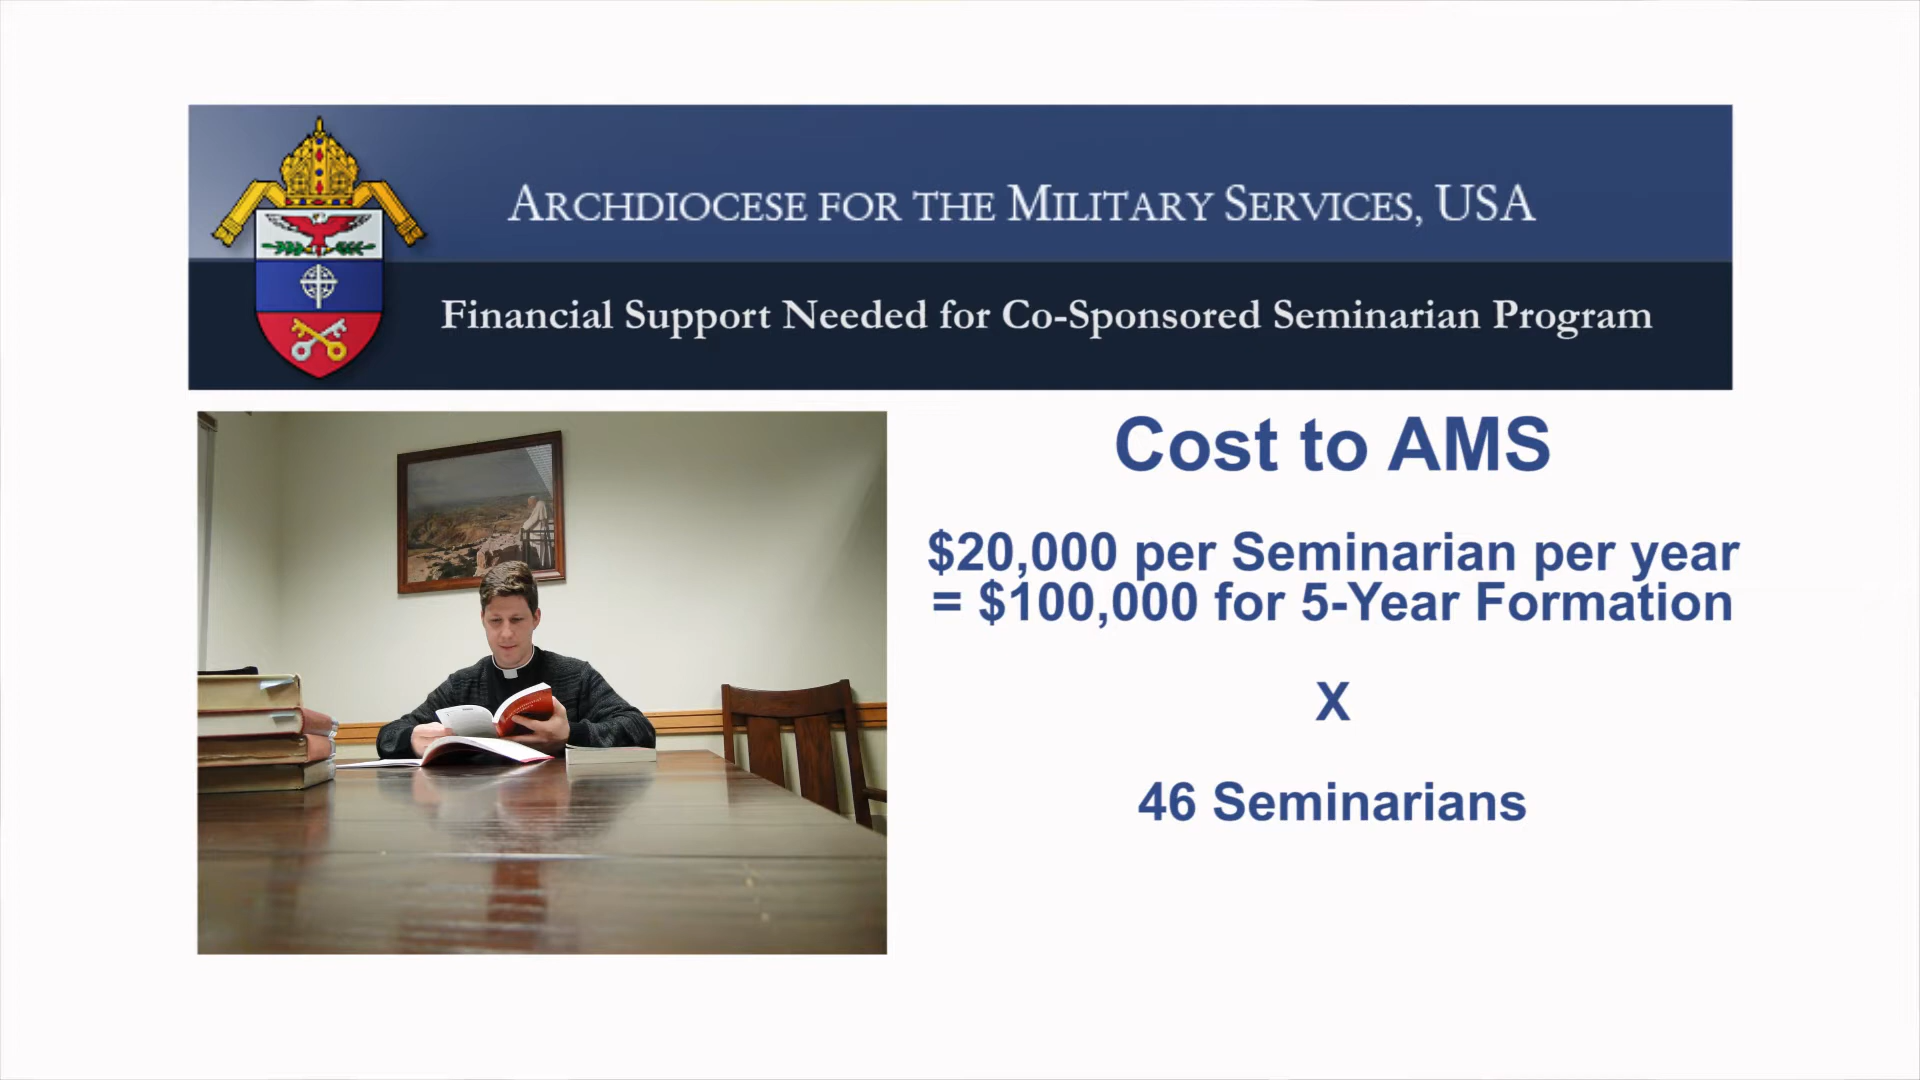 ARCHDIOCESE FOR THE MILITARY SERVICES, USA
Financial Support Needed for Co-Sponsored Seminarian Program
Cost to AMS
$20,000 per Seminarian per year
= $100,000 for 5-Year Formation
X
46 Seminarians